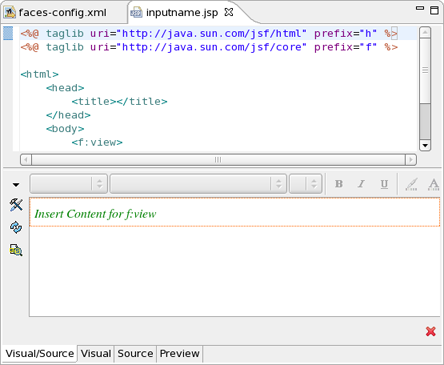 faces-config.xml
inputname.jsp
<%@ taglib uri="http://java.sun.com/jsf/html" prefix="h" %>
<%@ taglib uri="http://java.sun.com/jsf/core" prefix="f" %>
<html>
<head>
<title></title>
</head>
<body>
<f:view>
B I U A
Insert Content for f:view
Visual/Source Visual Source Preview